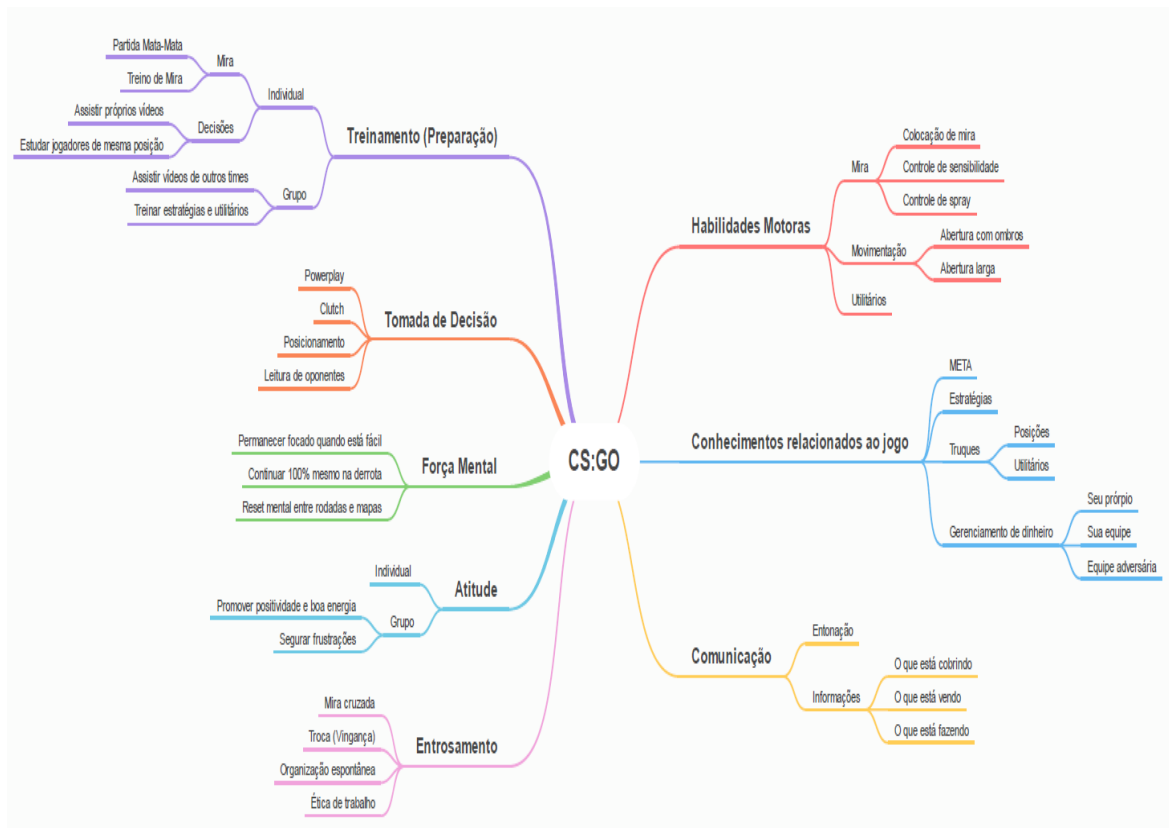 CS:GO
Treinamento (Preparação)
Individual
Mira
Partida Mata-Mata
Treino de Mira
Decisões
Assistir próprios vídeos
Estudar jogadores de mesma posição
Grupo
Assistir vídeos de outros times
Treinar estratégias e utilitários
Tomada de Decisão
Powerplay
Clutch
Posicionamento
Leitura de oponentes
Força Mental
Permanecer focado quando está fácil
Continuar 100% mesmo na derrota
Reset mental entre rodadas e mapas
Atitude
Individual
Grupo
Promover positividade e boa energia
Segurar frustrações
Entrosamento
Mira cruzada
Troca (Vingança)
Organização espontânea
Ética de trabalho
Habilidades Motoras
Mira
Colocação de mira
Controle de sensibilidade
Controle de spray
Movimentação
Abertura com ombros
Abertura larga
Utilitários
Conhecimentos relacionados ao jogo
META
Estratégias
Truques
Posições
Utilitários
Gerenciamento de dinheiro
Seu prórpio
Sua equipe
Equipe adversária
Comunicação
Entonação
Informações
O que está cobrindo
O que está vendo
O que está fazendo